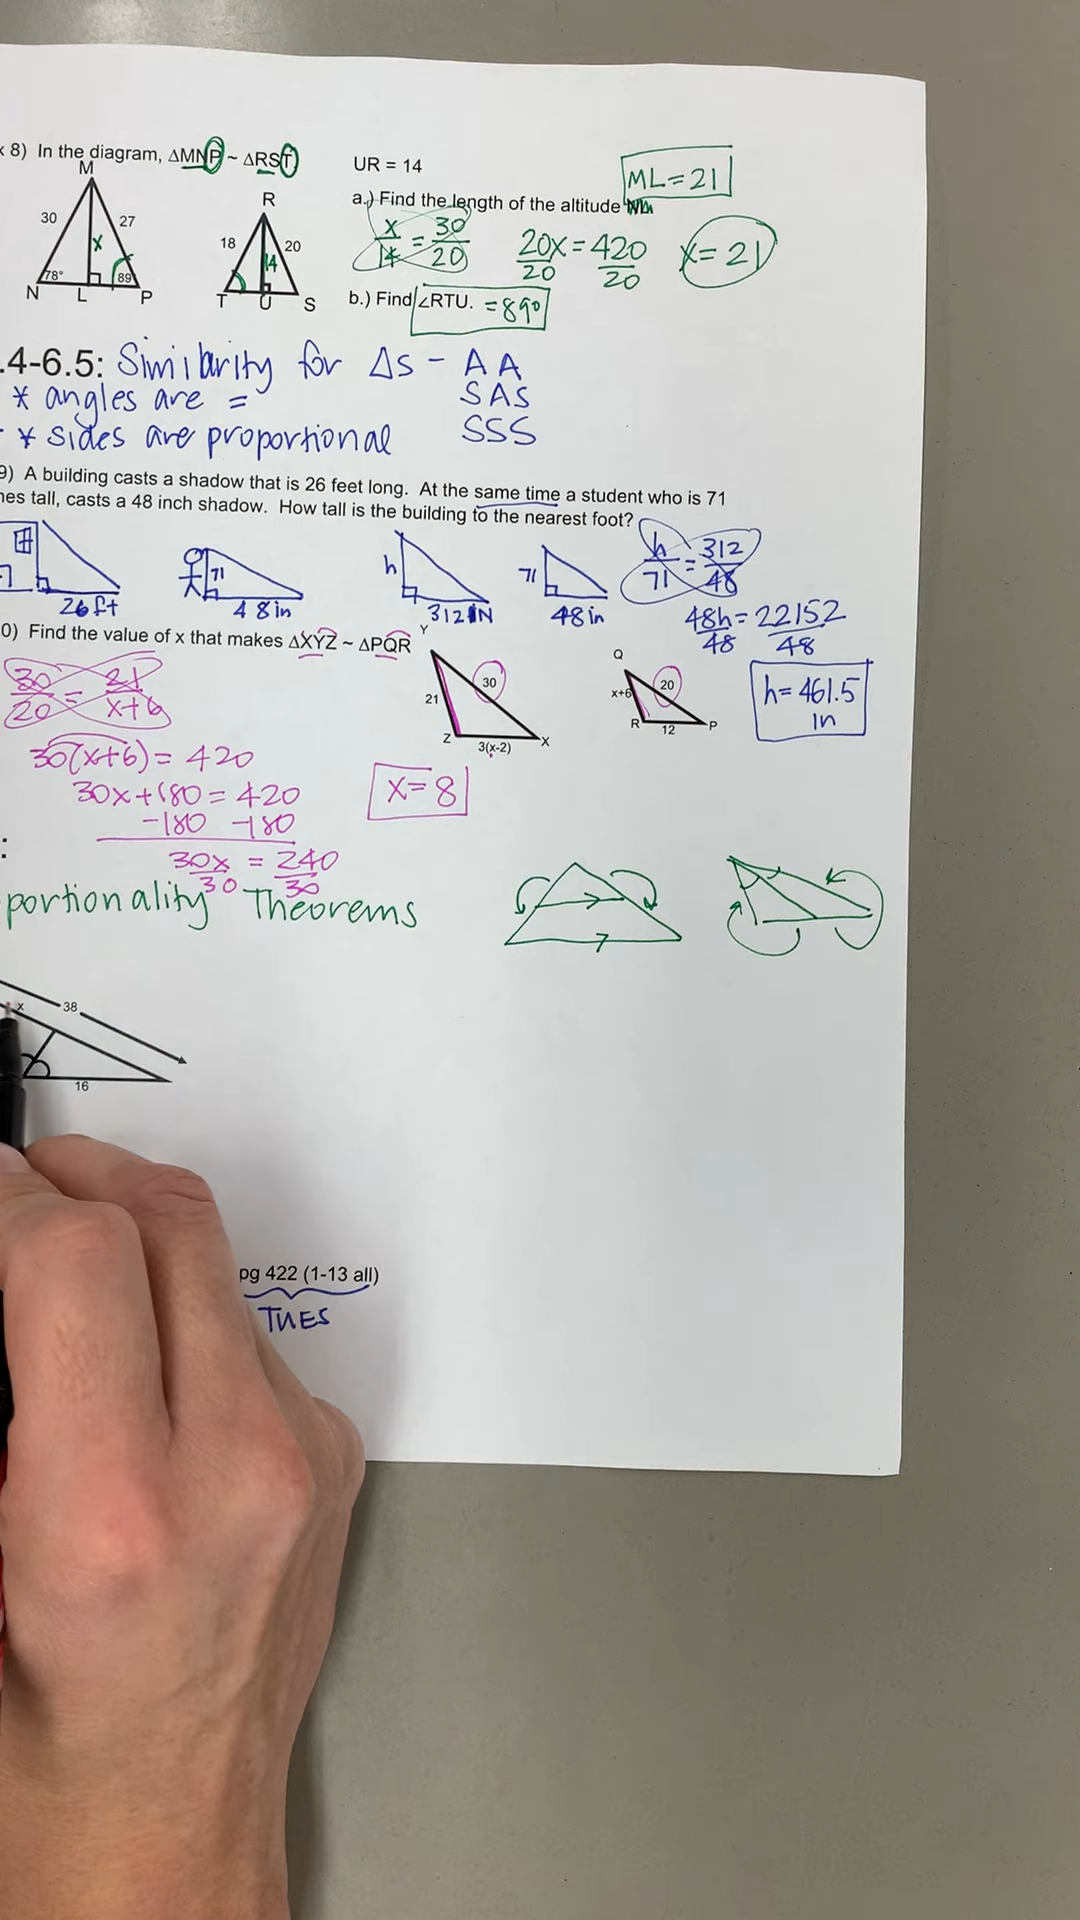 8) In the diagram, ΔMNP ~ ΔRST UR = 14
ML=21
a.) Find the length of the altitude
M
30 27
x
78° 89
N L P
R
18 20
14
T U S
x/14 = 30/20 20x=420 x=21
20 20
b.) Find ∠RTU. =89°
.4-6.5: Similarity for Δs - AA
* angles are = SAS
* sides are proportional SSS
9) A building casts a shadow that is 26 feet long. At the same time a student who is 71
hes tall, casts a 48 inch shadow. How tall is the building to the nearest foot?
26ft
71
48in
h
312 IN
71
48in
h/71 = 312/48
48h=22152
48 48
h=461.5
in
0) Find the value of x that makes ΔXYZ ~ ΔPQR
Y
21 30
Z 3(x-2) X
Q
x+6 20
R 12 P
30/20 = 21/x+6
30(x+6)=420
30x+180=420
-180 -180
30x = 240
30 30
x=8
:
portionality Theorems
x 38
16
pg 422 (1-13 all)
TUES